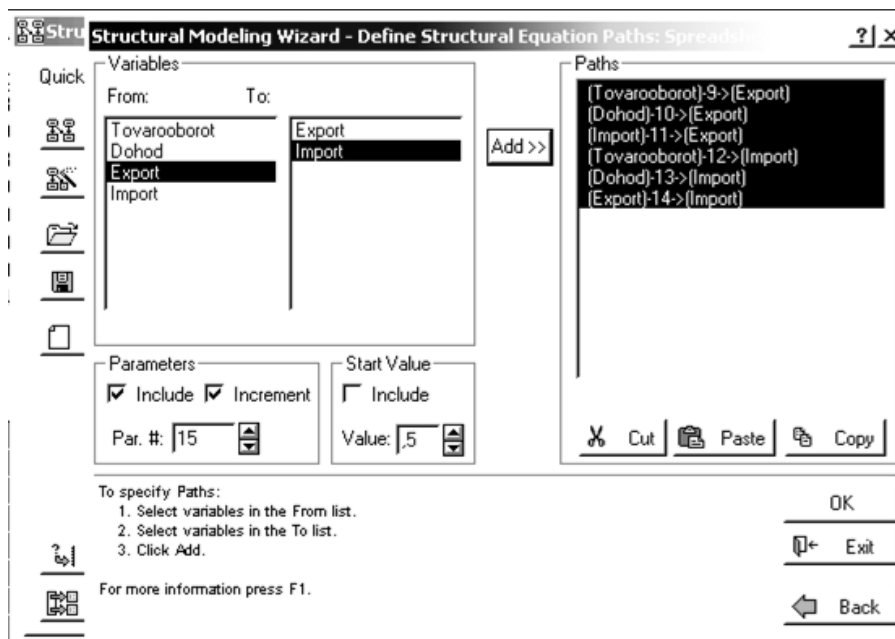 Stru Structural Modeling Wizard - Define Structural Equation Paths: Spreadsh
Quick
Variables
From: To:
Tovarooborot
Dohod
Export
Import
Export
Import
Add >>
Paths
(Tovarooborot)-9->(Export)
(Dohod)-10->(Export)
(Import)-11->(Export)
(Tovarooborot)-12->(Import)
(Dohod)-13->(Import)
(Export)-14->(Import)
Parameters
Include Increment
Par. #: 15
Start Value
Include
Value: ,5
Cut Paste Copy
To specify Paths:
1. Select variables in the From list.
2. Select variables in the To list.
3. Click Add.
For more information press F1.
OK
Exit
Back